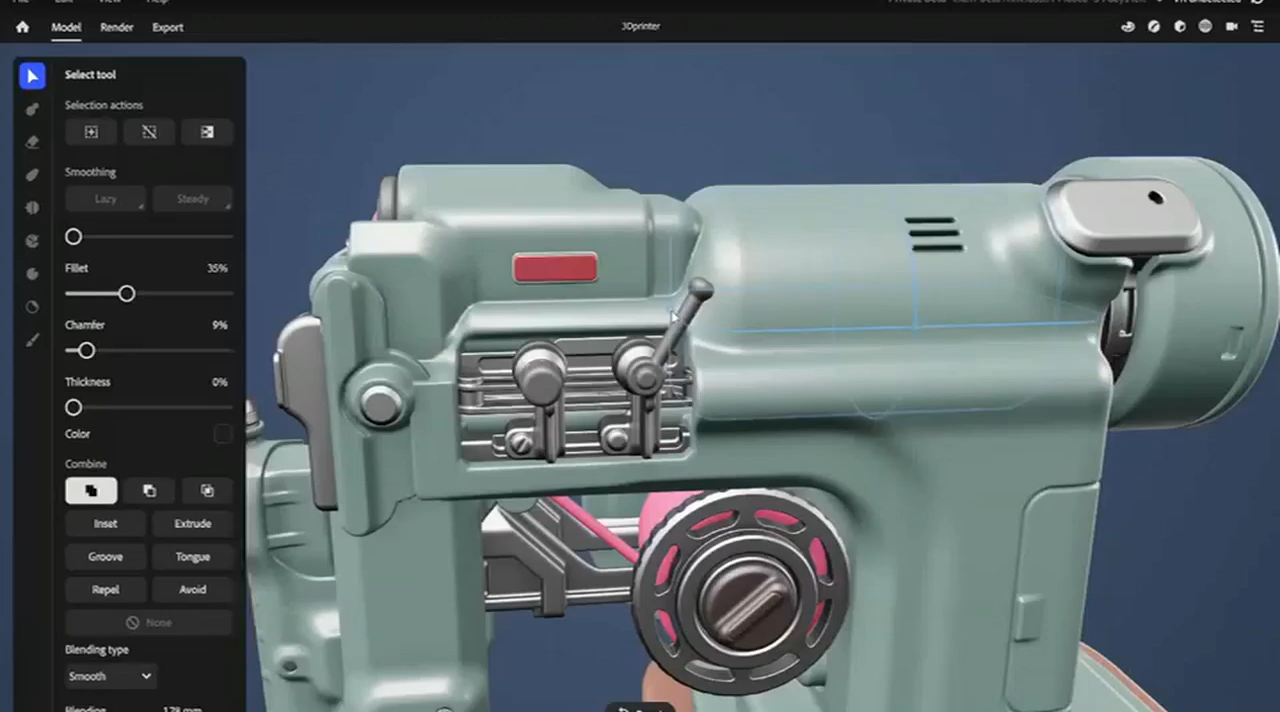 Model Render Export
3Dprinter
Select tool
Selection actions
Smoothing
Lazy Steady
Fillet 35%
Chamfer 9%
Thickness 0%
Color
Combine
Inset Extrude
Groove Tongue
Repel Avoid
None
Blending type
Smooth